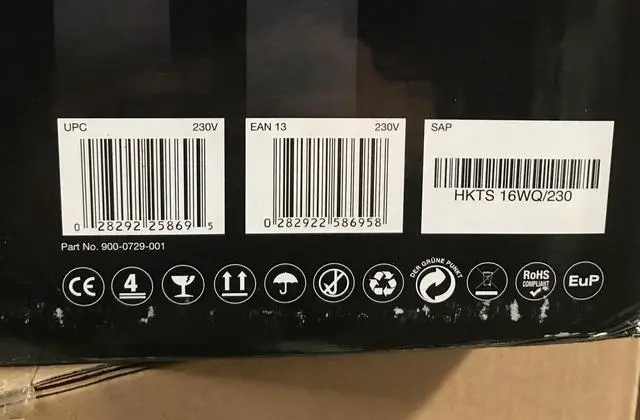 UPC 230V
0 28292 25869 5
EAN 13 230V
0 282922 586958
SAP
HKTS 16WQ/230
Part No. 900-0729-001
CE
4
DER GRÜNE PUNKT
RoHS
COMPLIANT
EuP